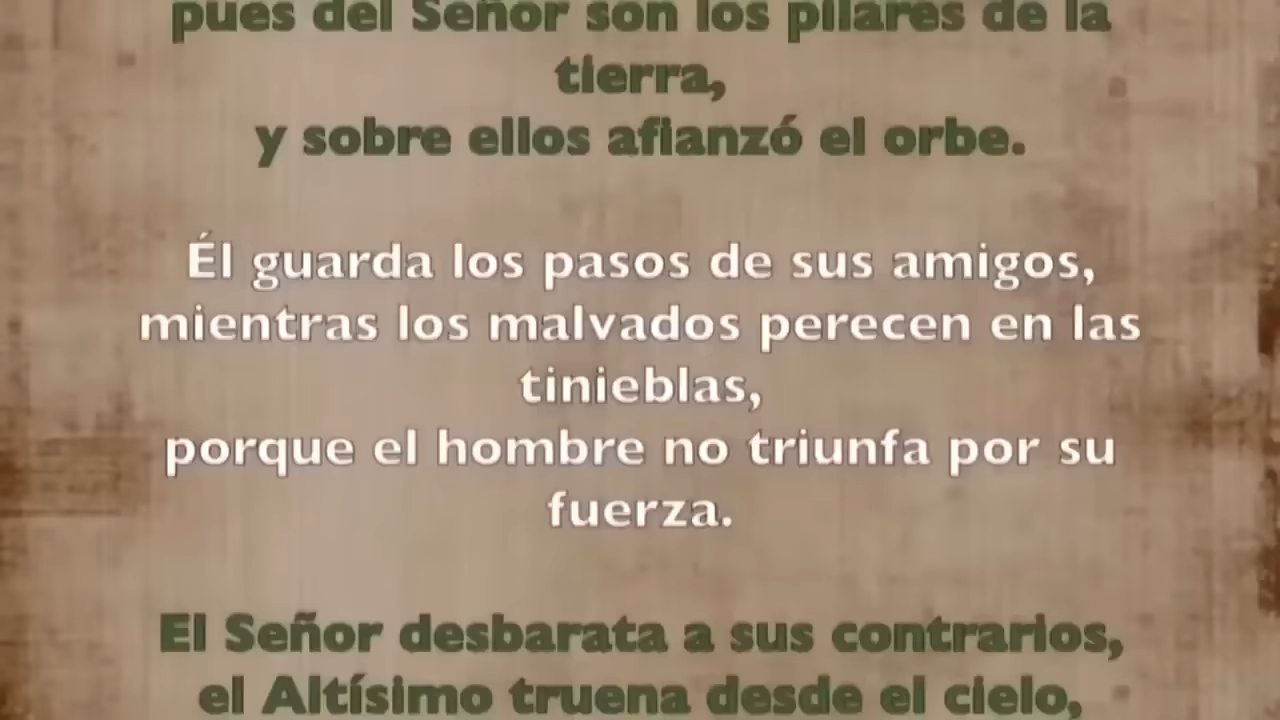 pues del Señor son los pilares de la
tierra,
y sobre ellos afianzó el orbe.
Él guarda los pasos de sus amigos,
mientras los malvados perecen en las
tinieblas,
porque el hombre no triunfa por su
fuerza.
El Señor desbarata a sus contrarios,
el Altísimo truena desde el cielo,